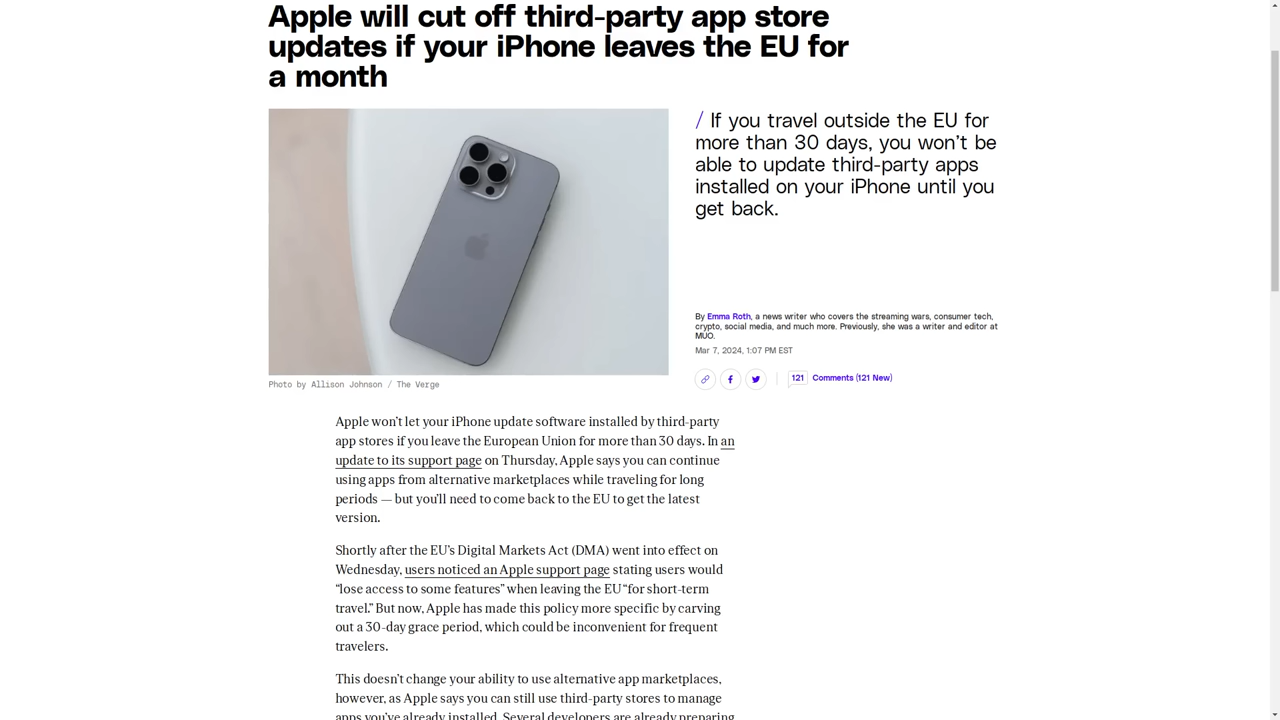 Apple will cut off third-party app store
updates if your iPhone leaves the EU for
a month
/ If you travel outside the EU for
more than 30 days, you won’t be
able to update third-party apps
installed on your iPhone until you
get back.
By Emma Roth, a news writer who covers the streaming wars, consumer tech,
crypto, social media, and much more. Previously, she was a writer and editor at
MUO.
Mar 7, 2024, 1:07 PM EST
121 Comments (121 New)
Photo by Allison Johnson / The Verge
Apple won’t let your iPhone update software installed by third-party
app stores if you leave the European Union for more than 30 days. In an
update to its support page on Thursday, Apple says you can continue
using apps from alternative marketplaces while traveling for long
periods — but you’ll need to come back to the EU to get the latest
version.
Shortly after the EU’s Digital Markets Act (DMA) went into effect on
Wednesday, users noticed an Apple support page stating users would
“lose access to some features” when leaving the EU “for short-term
travel.” But now, Apple has made this policy more specific by carving
out a 30-day grace period, which could be inconvenient for frequent
travelers.
This doesn’t change your ability to use alternative app marketplaces,
however, as Apple says you can still use third-party stores to manage
apps you’ve already installed. Several developers are already preparing